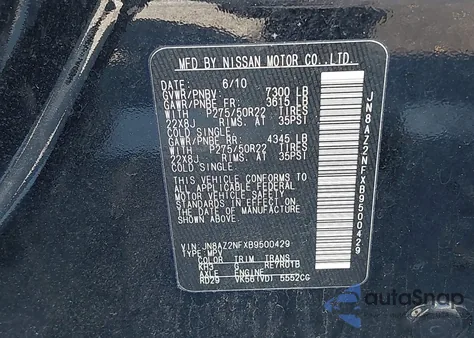 MFD BY NISSAN MOTOR CO.,LTD.
DATE: 6/10
GVWR/PNBV: 7300 LB
GAWR/PNBE FR: 3615 LB
WITH P275/50R22 TIRES
22X8J RIMS, AT 35PSI
COLD SINGLE
GAWR/PNBE RR: 4345 LB
WITH P275/50R22 TIRES
22X8J RIMS, AT 35PSI
COLD SINGLE
THIS VEHICLE CONFORMS TO
ALL APPLICABLE FEDERAL
MOTOR VEHICLE SAFETY
STANDARDS IN EFFECT
ON THE DATE OF MANUFACTURE
SHOWN ABOVE.
VIN: JN8AZ2NFXB9500429
TYPE MPV
COLOR TRIM TRANS
KH3 G RE7R01B
AXLE ENGINE
RD29 VK56(VD) 5552CC
JN8AZ2NFXB9500429
autoSnap